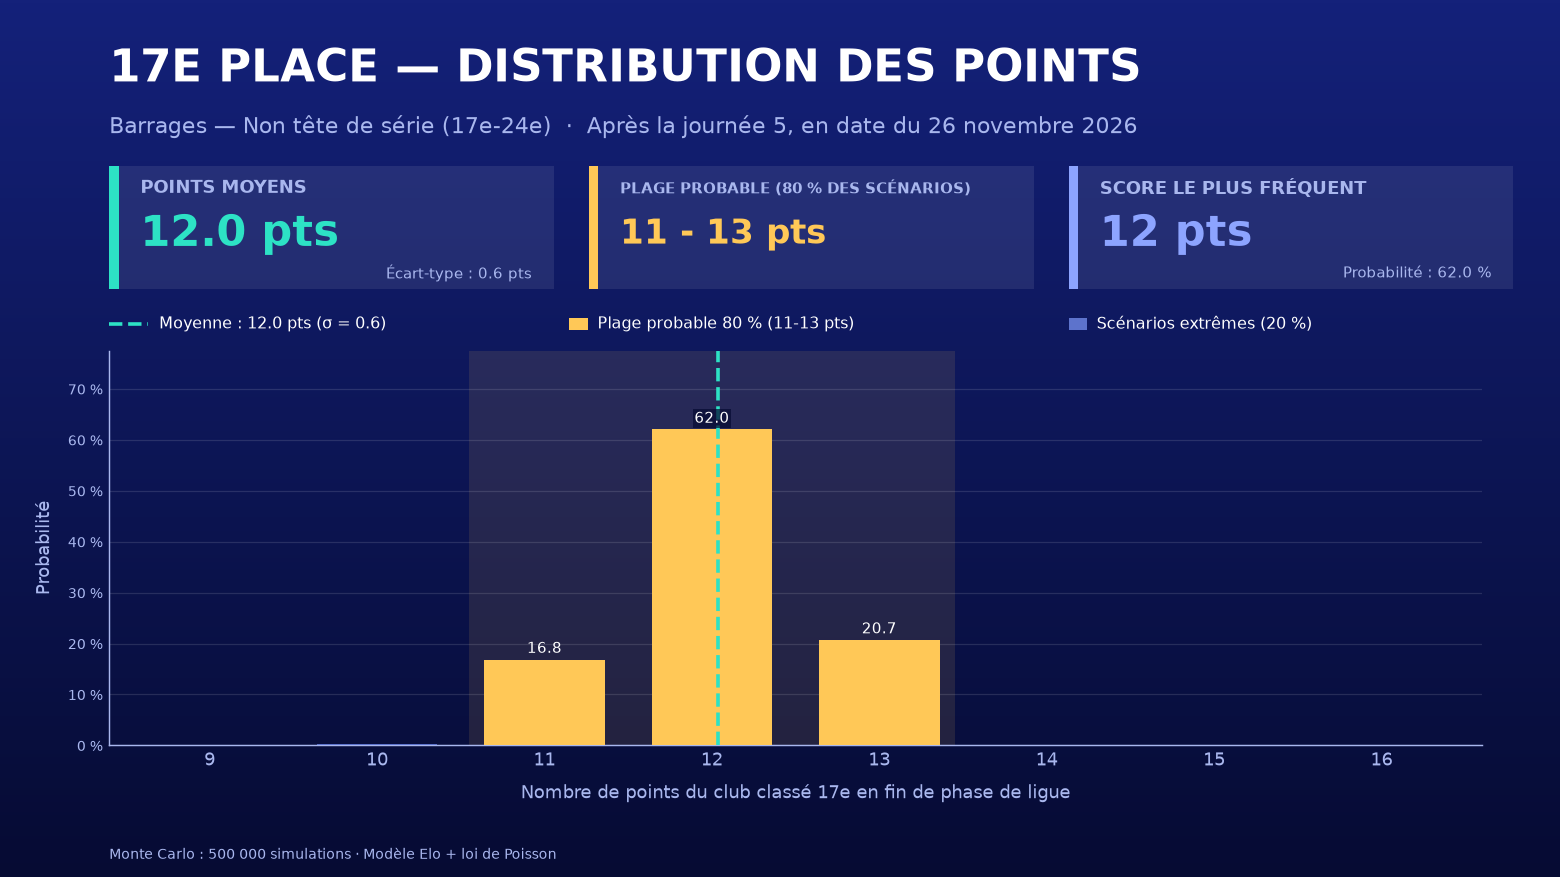 17E PLACE — DISTRIBUTION DES POINTS
Barrages — Non tête de série (17e-24e)  ·  Après la journée 5, en date du 26 novembre 2026
POINTS MOYENS
12.0 pts
Écart-type : 0.6 pts
PLAGE PROBABLE (80 % DES SCÉNARIOS)
11 - 13 pts
SCORE LE PLUS FRÉQUENT
12 pts
Probabilité : 62.0 %
Moyenne : 12.0 pts (σ = 0.6)
Plage probable 80 % (11-13 pts)
Scénarios extrêmes (20 %)
Probabilité
70 %
60 %
50 %
40 %
30 %
20 %
10 %
0 %
16.8
62.0
20.7
9 10 11 12 13 14 15 16
Nombre de points du club classé 17e en fin de phase de ligue
Monte Carlo : 500 000 simulations · Modèle Elo + loi de Poisson